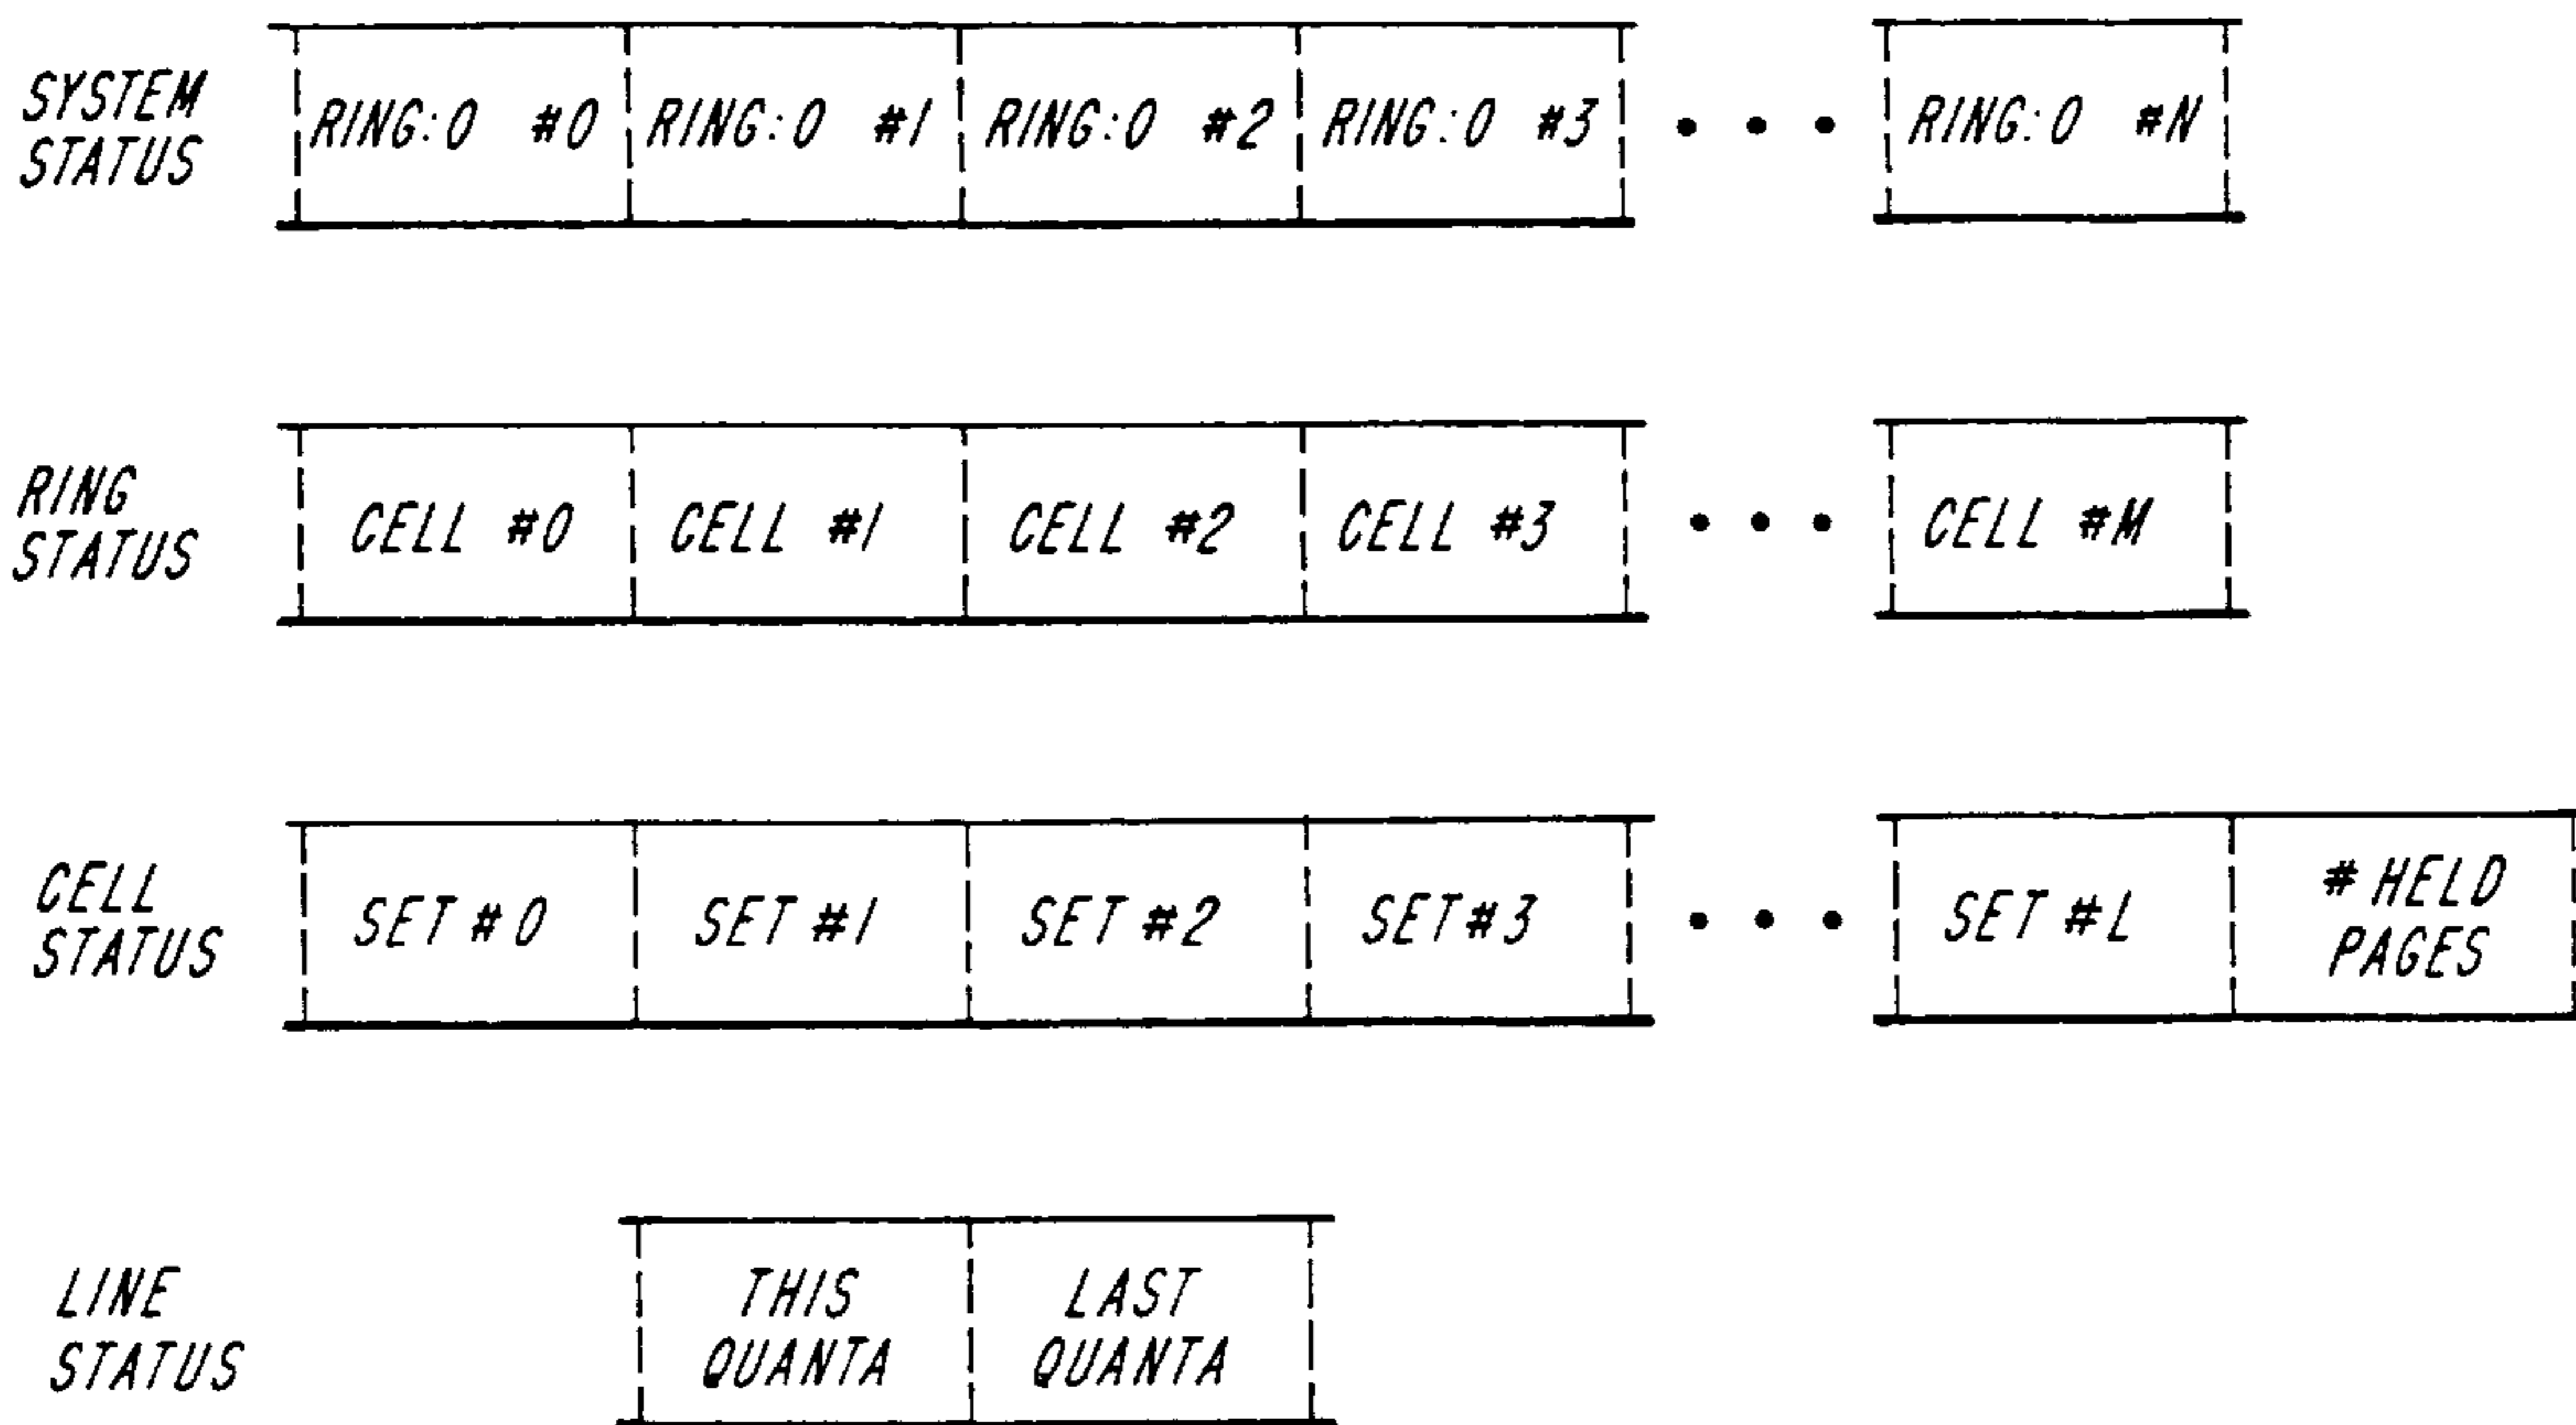 SYSTEM
STATUS
RING:0 #0 RING:0 #1 RING:0 #2 RING:0 #3 • • • RING:0 #N
RING
STATUS
CELL #0 CELL #1 CELL #2 CELL #3 • • • CELL #M
CELL
STATUS
SET #0 SET #1 SET #2 SET #3 • • • SET #L
# HELD
PAGES
LINE
STATUS
THIS
QUANTA
LAST
QUANTA